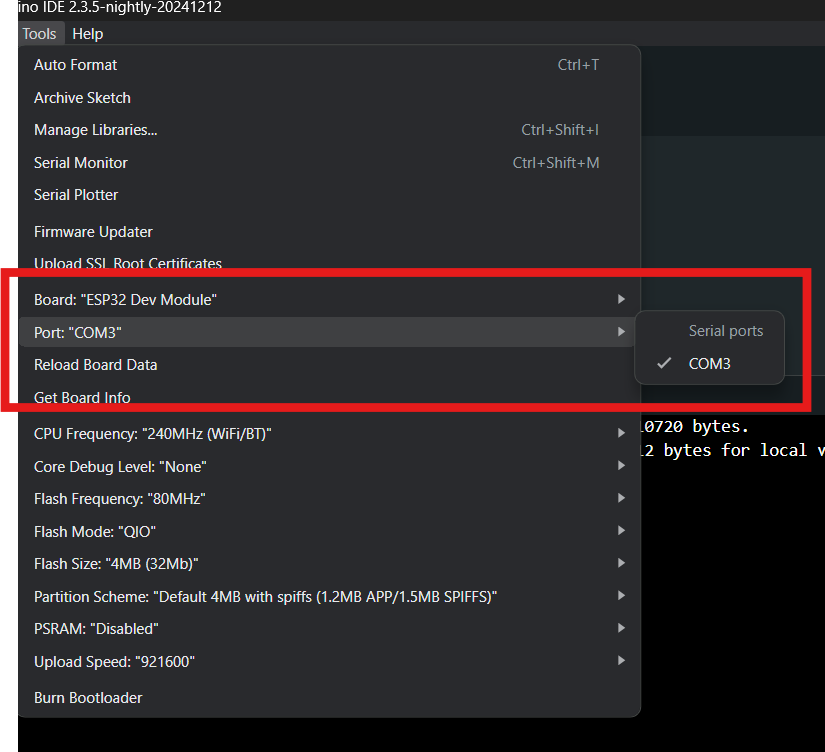 ino IDE 2.3.5-nightly-20241212
Tools Help
Auto Format Ctrl+T
Archive Sketch
Manage Libraries... Ctrl+Shift+I
Serial Monitor Ctrl+Shift+M
Serial Plotter
Firmware Updater
Upload SSL Root Certificates
Board: "ESP32 Dev Module"
Port: "COM3"
Serial ports
COM3
Reload Board Data
Get Board Info
CPU Frequency: "240MHz (WiFi/BT)"
10720 bytes.
Core Debug Level: "None"
12 bytes for local v
Flash Frequency: "80MHz"
Flash Mode: "QIO"
Flash Size: "4MB (32Mb)"
Partition Scheme: "Default 4MB with spiffs (1.2MB APP/1.5MB SPIFFS)"
PSRAM: "Disabled"
Upload Speed: "921600"
Burn Bootloader